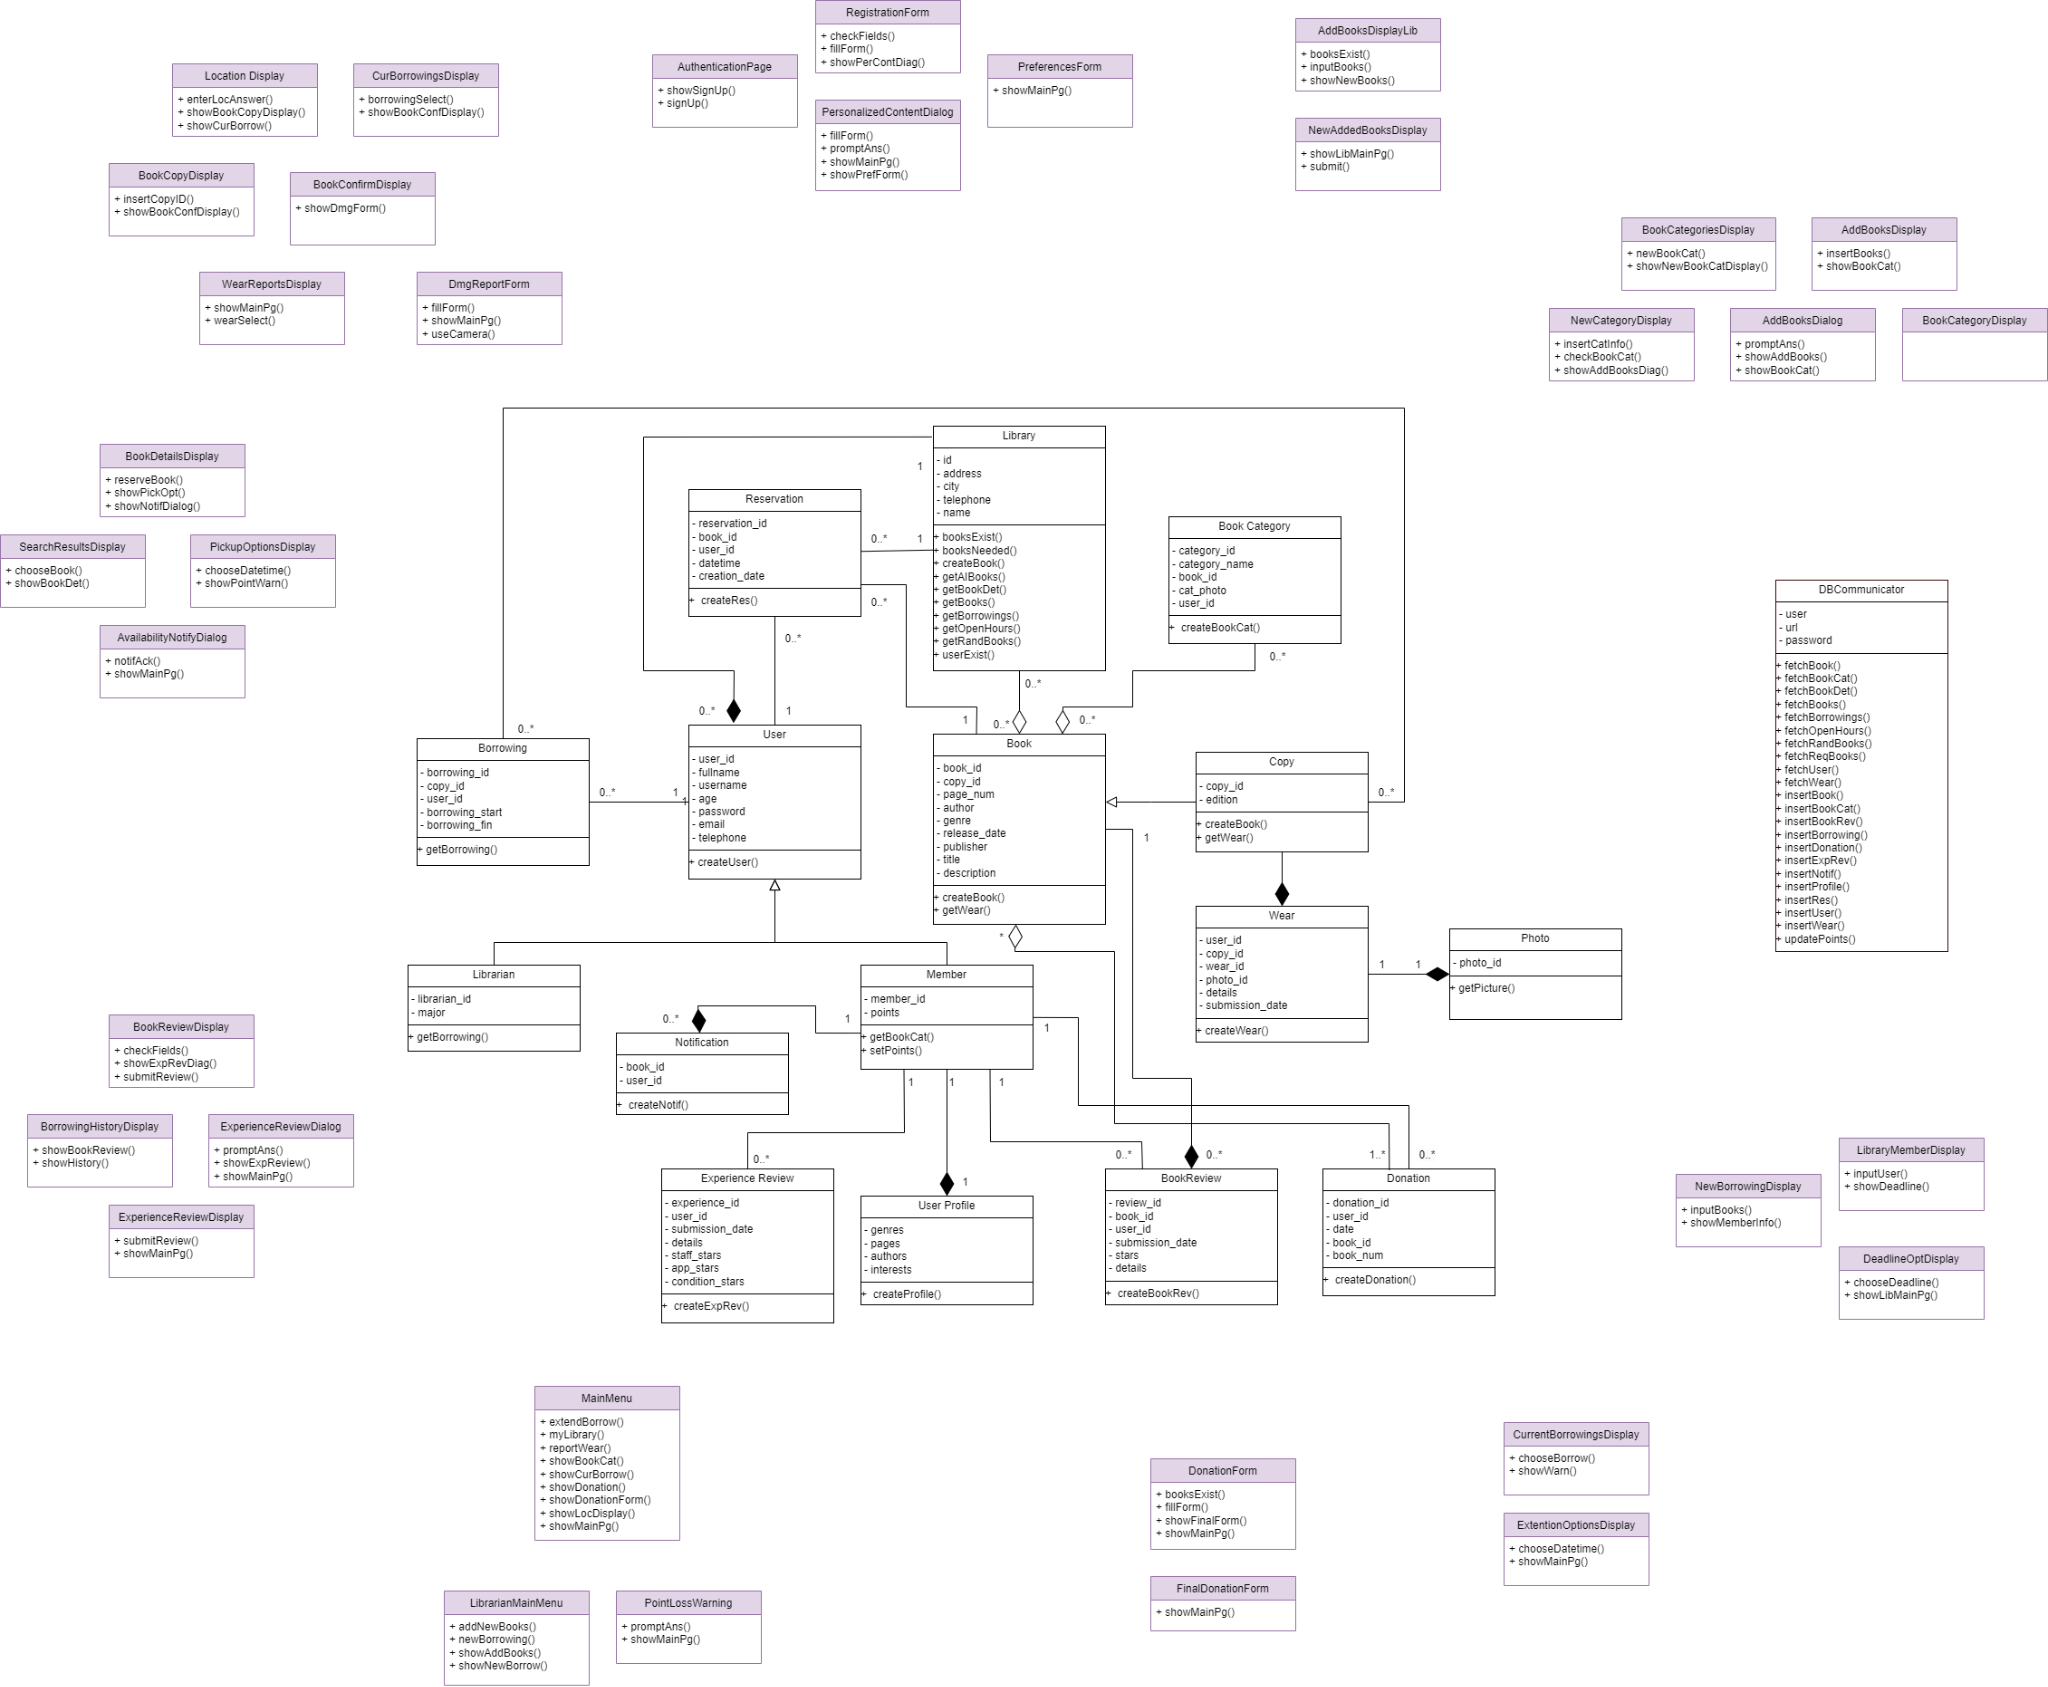 RegistrationForm
+ checkFields()
+ fillForm()
+ showPerContDiag()
AddBooksDisplayLib
+ booksExist()
+ inputBooks()
+ showNewBooks()
Location Display
+ enterLocAnswer()
+ showBookCopyDisplay()
+ showCurBorrow()
CurBorrowingsDisplay
+ borrowingSelect()
+ showBookConfDisplay()
AuthenticationPage
+ showSignUp()
+ signUp()
PreferencesForm
+ showMainPg()
PersonalizedContentDialog
+ fillForm()
+ promptAns()
+ showMainPg()
+ showPrefForm()
NewAddedBooksDisplay
+ showLibMainPg()
+ submit()
BookCopyDisplay
+ insertCopyID()
+ showBookConfDisplay()
BookConfirmDisplay
+ showDmgForm()
BookCategoriesDisplay
+ newBookCat()
+ showNewBookCatDisplay()
AddBooksDisplay
+ insertBooks()
+ showBookCat()
WearReportsDisplay
+ showMainPg()
+ wearSelect()
DmgReportForm
+ fillForm()
+ showMainPg()
+ useCamera()
NewCategoryDisplay
+ insertCatInfo()
+ checkBookCat()
+ showAddBooksDiag()
AddBooksDialog
+ promptAns()
+ showAddBooks()
+ showBookCat()
BookCategoryDisplay
BookDetailsDisplay
+ reserveBook()
+ showPickOpt()
+ showNotifDialog()
SearchResultsDisplay
+ chooseBook()
+ showBookDet()
PickupOptionsDisplay
+ chooseDatetime()
+ showPointWarn()
AvailabilityNotifyDialog
+ notifAck()
+ showMainPg()
Library
- id
- address
- city
- telephone
- name
+ booksExist()
+ booksNeeded()
+ createBook()
+ getAlBooks()
+ getBookDet()
+ getBooks()
+ getBorrowings()
+ getOpenHours()
+ getRandBooks()
+ userExist()
1
Reservation
- reservation_id
- book_id
- user_id
- datetime
- creation_date
+ createRes()
0..*
1
0..*
0..*
Book Category
- category_id
- category_name
- book_id
- cat_photo
- user_id
+ createBookCat()
0..*
0..*
0..*
1
1
0..*
0..*
DBCommunicator
- user
- url
- password
+ fetchBook()
+ fetchBookCat()
+ fetchBookDet()
+ fetchBooks()
+ fetchBorrowings()
+ fetchOpenHours()
+ fetchRandBooks()
+ fetchReqBooks()
+ fetchUser()
+ fetchWear()
+ insertBook()
+ insertBookCat()
+ insertBookRev()
+ insertBorrowing()
+ insertDonation()
+ insertExpRev()
+ insertNotif()
+ insertProfile()
+ insertRes()
+ insertUser()
+ insertWear()
+ updatePoints()
0..*
Borrowing
- borrowing_id
- copy_id
- user_id
- borrowing_start
- borrowing_fin
+ getBorrowing()
0..*
1
1
User
- user_id
- fullname
- username
- age
- password
- email
- telephone
+ createUser()
Book
- book_id
- copy_id
- page_num
- author
- genre
- release_date
- publisher
- title
- description
+ createBook()
+ getWear()
Copy
- copy_id
- edition
+ createBook()
+ getWear()
0..*
1
*
Wear
- user_id
- copy_id
- wear_id
- photo_id
- details
- submission_date
+ createWear()
1
1
Photo
- photo_id
+ getPicture()
Librarian
- librarian_id
- major
+ getBorrowing()
Member
- member_id
- points
+ getBookCat()
+ setPoints()
1
1
0..*
Notification
- book_id
- user_id
+ createNotif()
1
1
1
BookReviewDisplay
+ checkFields()
+ showExpRevDiag()
+ submitReview()
BorrowingHistoryDisplay
+ showBookReview()
+ showHistory()
ExperienceReviewDialog
+ promptAns()
+ showExpReview()
+ showMainPg()
ExperienceReviewDisplay
+ submitReview()
+ showMainPg()
0..*
Experience Review
- experience_id
- user_id
- submission_date
- details
- staff_stars
- app_stars
- condition_stars
+ createExpRev()
1
User Profile
- genres
- pages
- authors
- interests
+ createProfile()
0..*
0..*
BookReview
- review_id
- book_id
- user_id
- submission_date
- stars
- details
+ createBookRev()
1..*
0..*
Donation
- donation_id
- user_id
- date
- book_id
- book_num
+ createDonation()
LibraryMemberDisplay
+ inputUser()
+ showDeadline()
NewBorrowingDisplay
+ inputBooks()
+ showMemberInfo()
DeadlineOptDisplay
+ chooseDeadline()
+ showLibMainPg()
MainMenu
+ extendBorrow()
+ myLibrary()
+ reportWear()
+ showBookCat()
+ showCurBorrow()
+ showDonation()
+ showDonationForm()
+ showLocDisplay()
+ showMainPg()
CurrentBorrowingsDisplay
+ chooseBorrow()
+ showWarn()
DonationForm
+ booksExist()
+ fillForm()
+ showFinalForm()
+ showMainPg()
ExtentionOptionsDisplay
+ chooseDatetime()
+ showMainPg()
FinalDonationForm
+ showMainPg()
LibrarianMainMenu
+ addNewBooks()
+ newBorrowing()
+ showAddBooks()
+ showNewBorrow()
PointLossWarning
+ promptAns()
+ showMainPg()